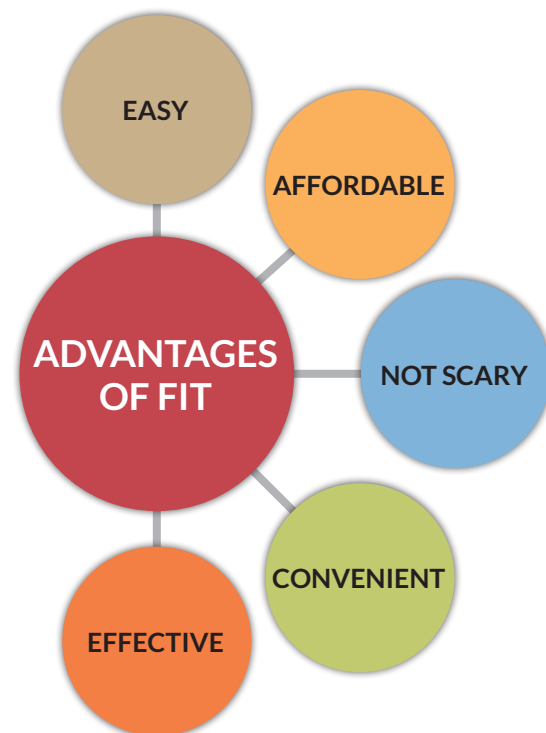 EASY
AFFORDABLE
ADVANTAGES
OF FIT
NOT SCARY
CONVENIENT
EFFECTIVE